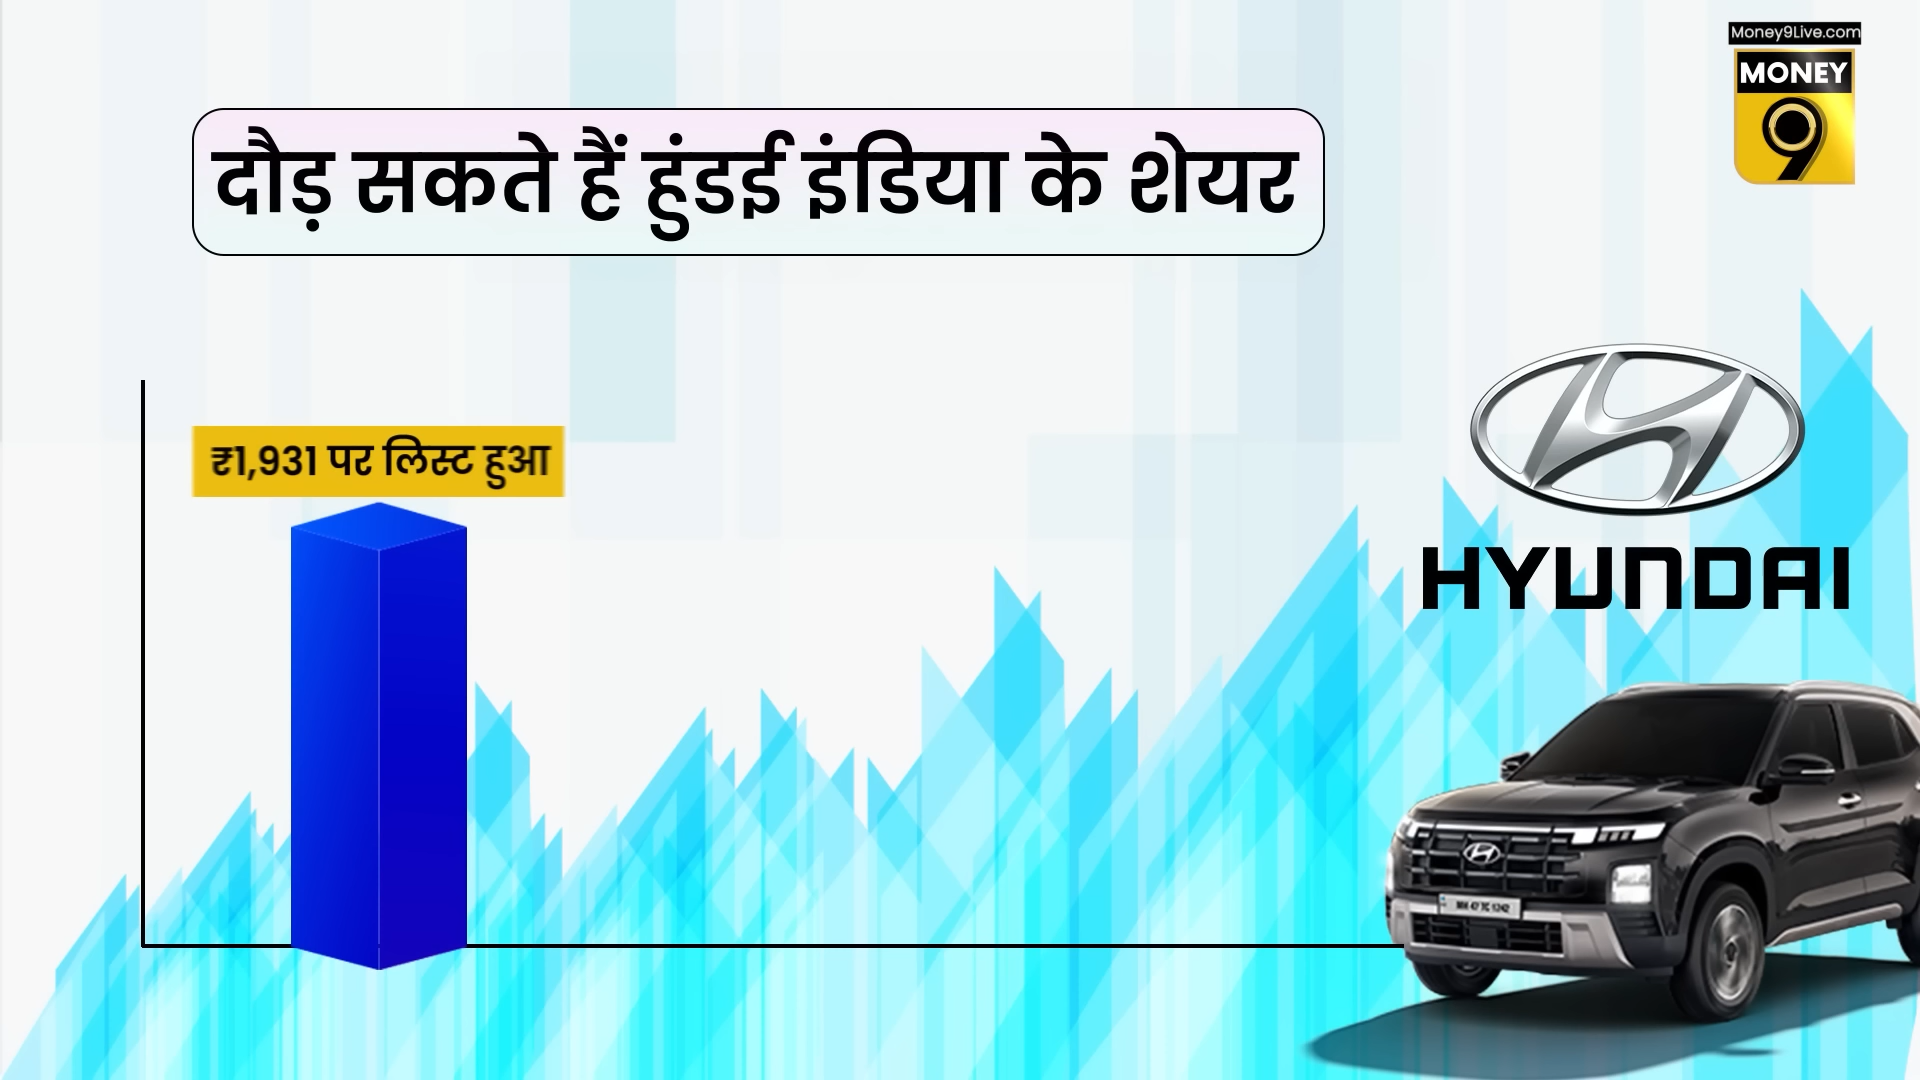 Money9Live.com
MONEY
9
दौड़ सकते हैं हुंडई इंडिया के शेयर
₹1,931 पर लिस्ट हुआ
HYUNDAI